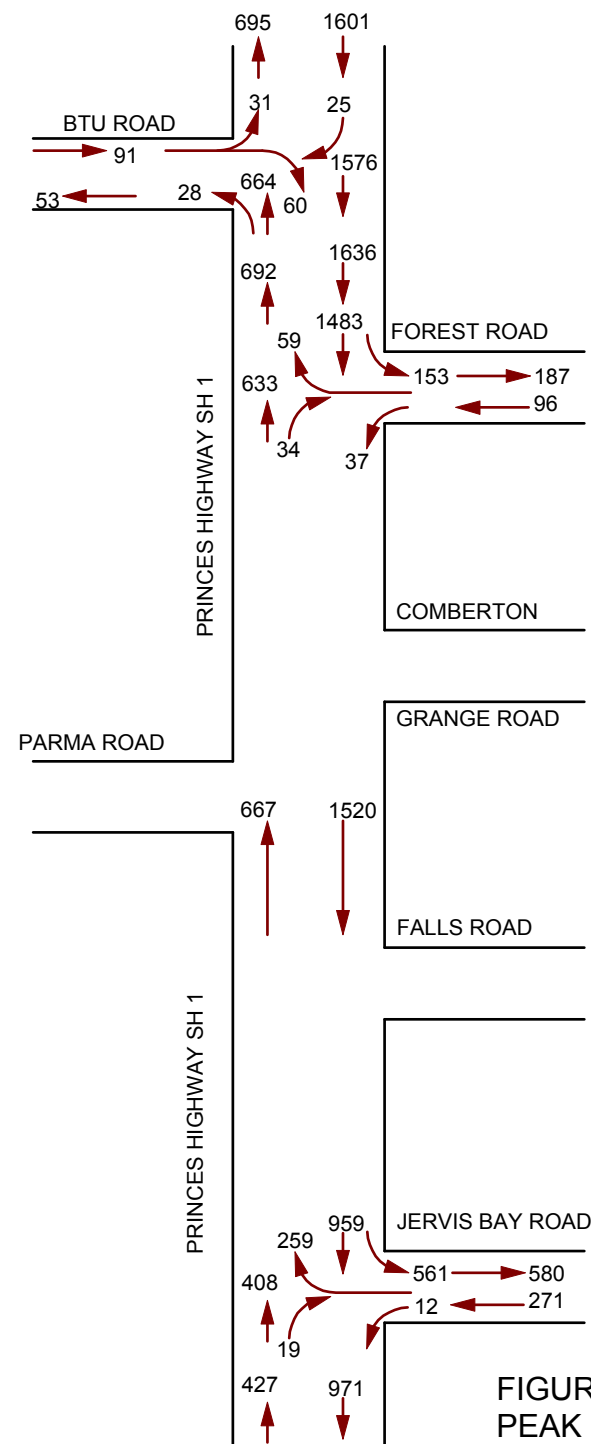 695 1601
31 25
BTU ROAD
91 1576
53 28 664 60
692 1636
59 1483 FOREST ROAD
633 153 187
96
34 37
PRINCES HIGHWAY SH 1
COMBERTON
GRANGE ROAD
PARMA ROAD
667 1520
FALLS ROAD
PRINCES HIGHWAY SH 1
259 959 JERVIS BAY ROAD
408 561 580
12 271
19
427 971
FIGUR
PEAK